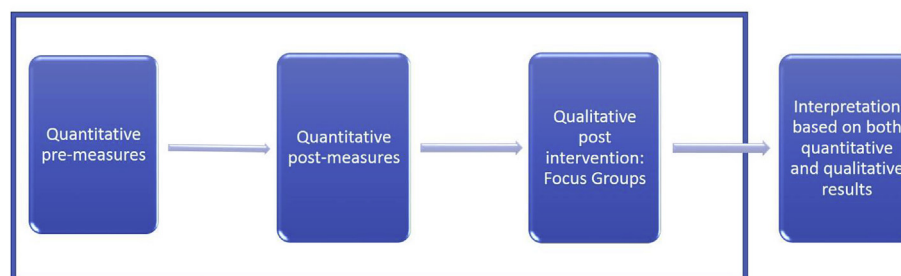 Quantitative
pre-measures
Quantitative
post-measures
Qualitative
post
intervention:
Focus Groups
Interpretation
based on both
quantitative
and qualitative
results